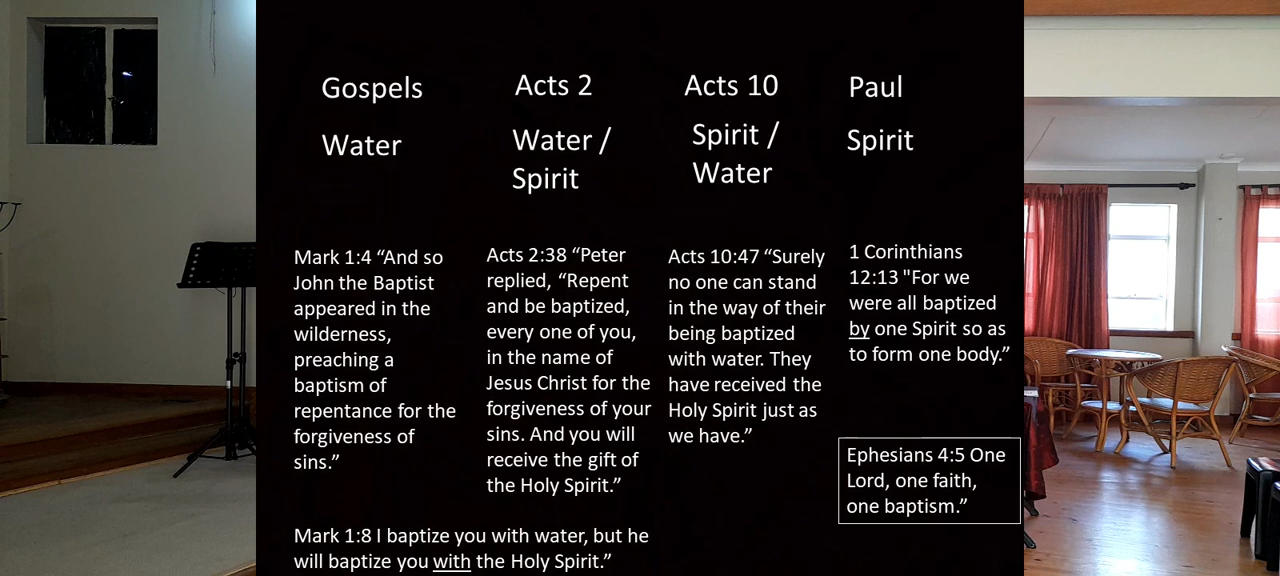 Gospels
Water
Acts 2
Water /
Spirit
Acts 10
Spirit /
Water
Paul
Spirit
Mark 1:4 “And so
John the Baptist
appeared in the
wilderness,
preaching a
baptism of
repentance for the
forgiveness of
sins.”
Mark 1:8 I baptize you with water, but he
will baptize you with the Holy Spirit.”
Acts 2:38 “Peter
replied, “Repent
and be baptized,
every one of you,
in the name of
Jesus Christ for the
forgiveness of your
sins. And you will
receive the gift of
the Holy Spirit.”
Acts 10:47 “Surely
no one can stand
in the way of their
being baptized
with water. They
have received the
Holy Spirit just as
we have.”
1 Corinthians
12:13 "For we
were all baptized
by one Spirit so as
to form one body.”
Ephesians 4:5 One
Lord, one faith,
one baptism.”